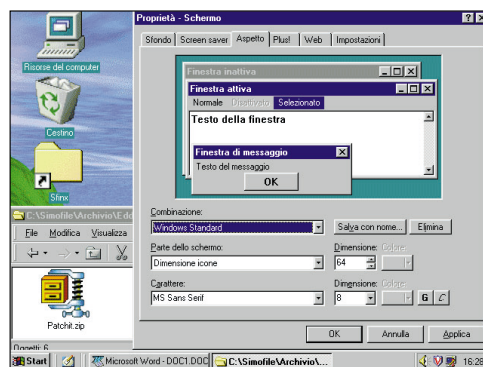 Risorse del computer
Cestino
Sfinx
C:\Simofile\Archivio\Edd
File Modifica Visualizza
Patchit.zip
Oggetti: 6
Proprietà - Schermo
Sfondo Screen saver Aspetto Plus! Web Impostazioni
Finestra inattiva
Finestra attiva
Normale Disattivato Selezionato
Testo della finestra
Finestra di messaggio
Testo del messaggio
OK
Combinazione:
Windows Standard
Salva con nome... Elimina
Parte dello schermo: Dimensione: Colore:
Dimensione icone 64
Carattere: Dimensione: Colore:
MS Sans Serif 8 G C
OK Annulla Applica
Start Microsoft Word - DOC1.DOC C:\Simofile\Archivio\... 16:28